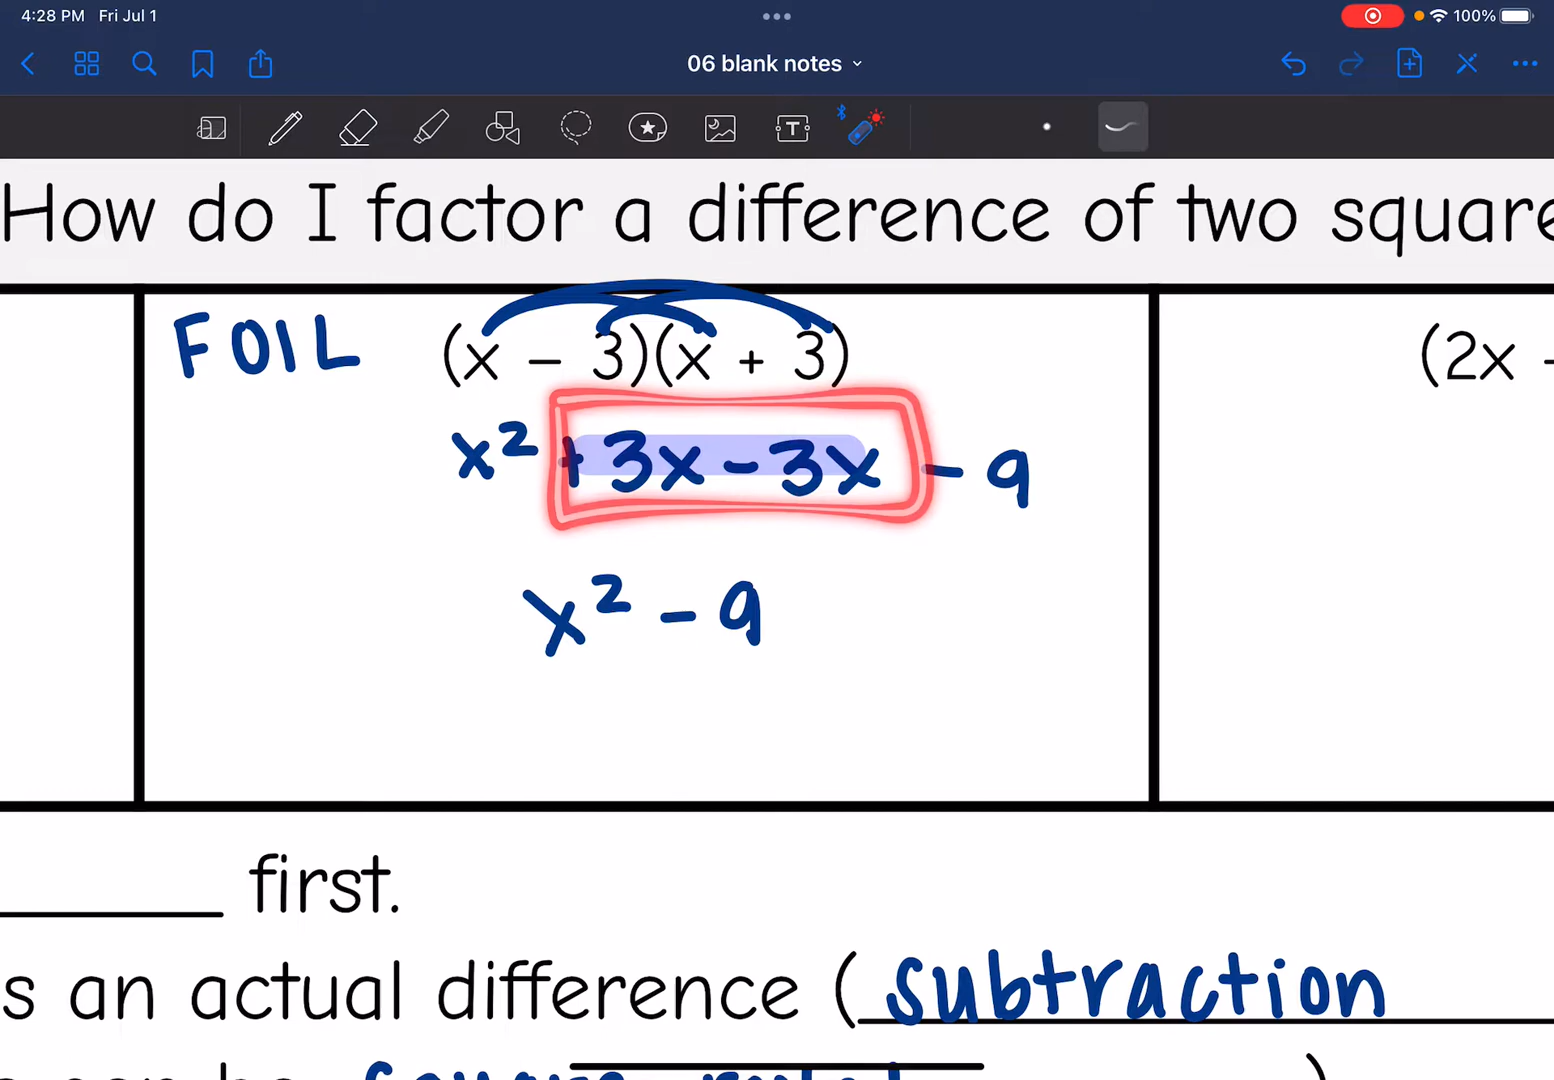 4:28 PM Fri Jul 1 100%
06 blank notes
How do I factor a difference of two square
FOIL (x − 3)(x + 3) (2x -
x² +3x - 3x - 9
x² - 9
first.
s an actual difference (subtraction